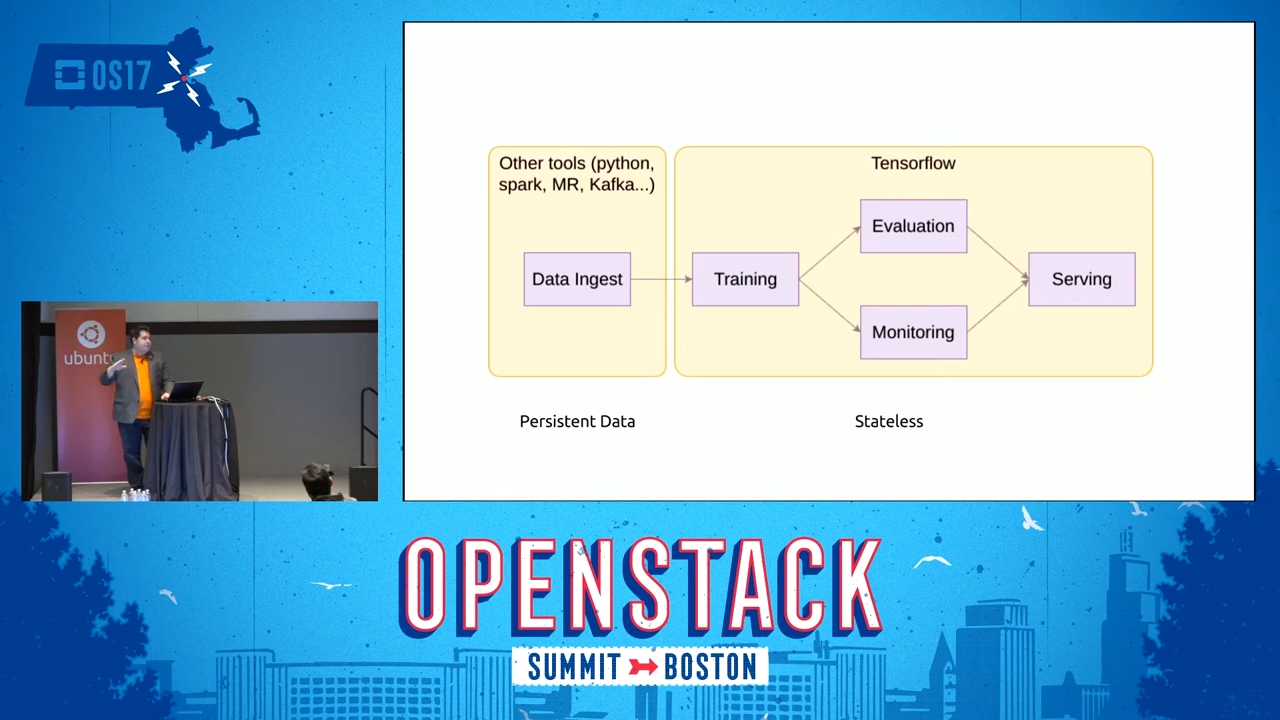 OS17
Other tools (python,
spark, MR, Kafka...)
Tensorflow
Data Ingest
Training
Evaluation
Monitoring
Serving
Persistent Data
Stateless
ubuntu
OPENSTACK
SUMMIT BOSTON